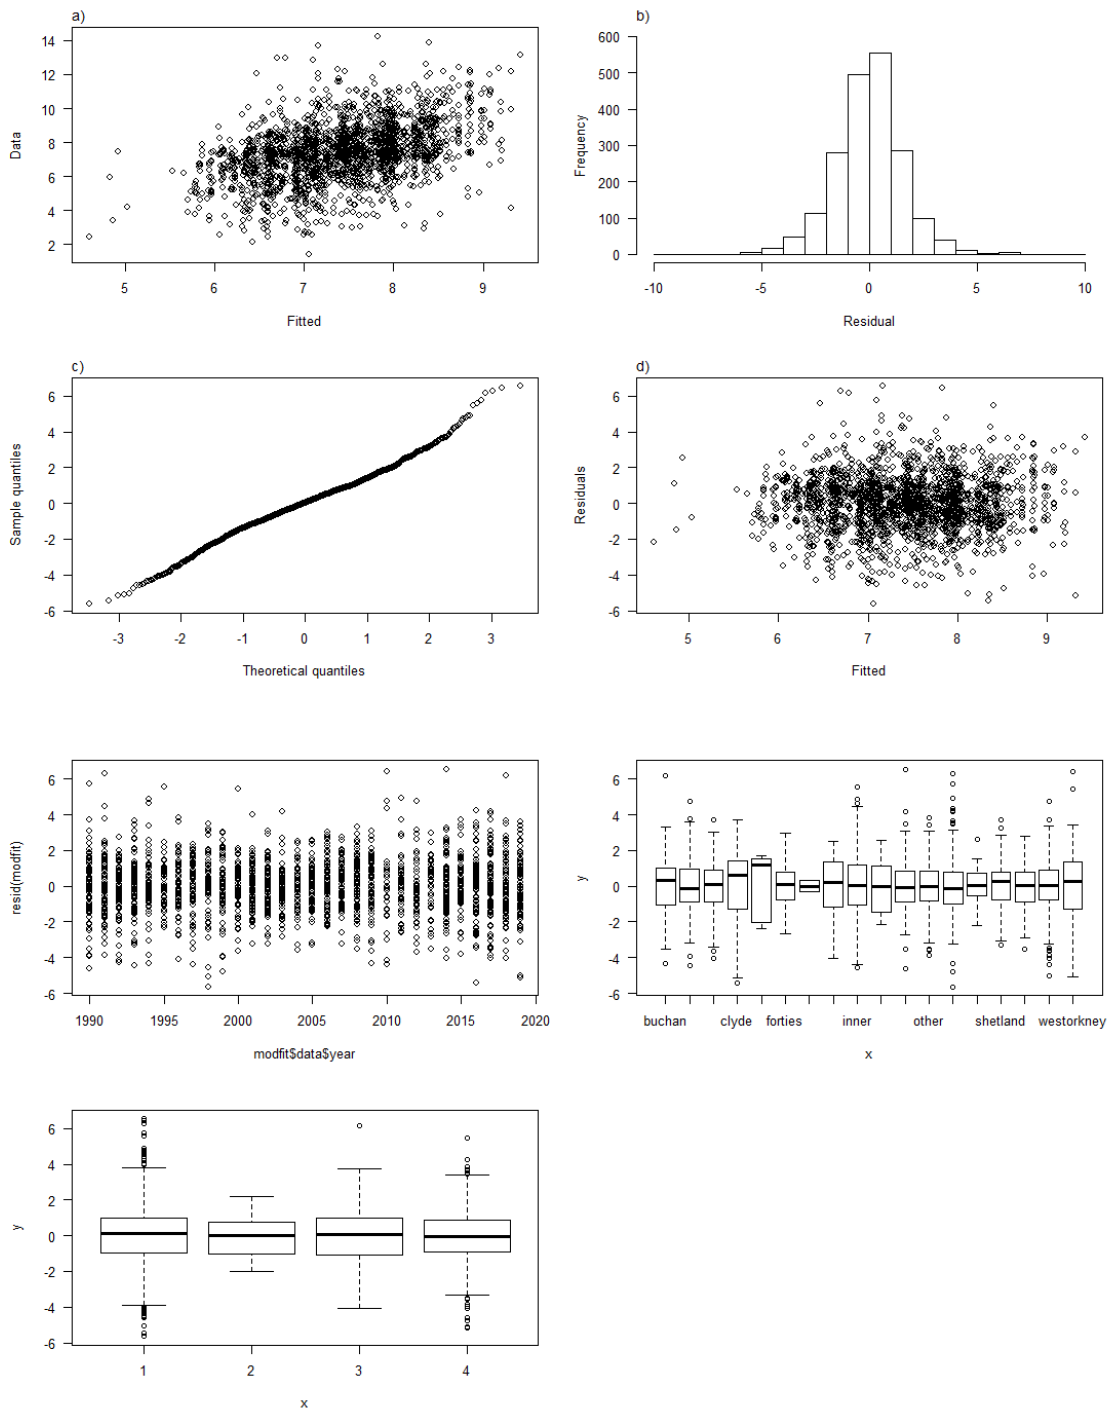 a)
14
12
10
8
6
4
2
Data
5 6 7 8 9
Fitted
b)
600
500
400
300
200
100
0
Frequency
-10 -5 0 5 10
Residual
c)
6
4
2
0
-2
-4
-6
Sample quantiles
-3 -2 -1 0 1 2 3
Theoretical quantiles
d)
6
4
2
0
-2
-4
-6
Residuals
5 6 7 8 9
Fitted
6
4
2
0
-2
-4
-6
resid(modfit)
1990 1995 2000 2005 2010 2015 2020
modfit$data$year
6
4
2
0
-2
-4
-6
y
buchan clyde forties inner other shetland westorkney
x
6
4
2
0
-2
-4
-6
y
1 2 3 4
x